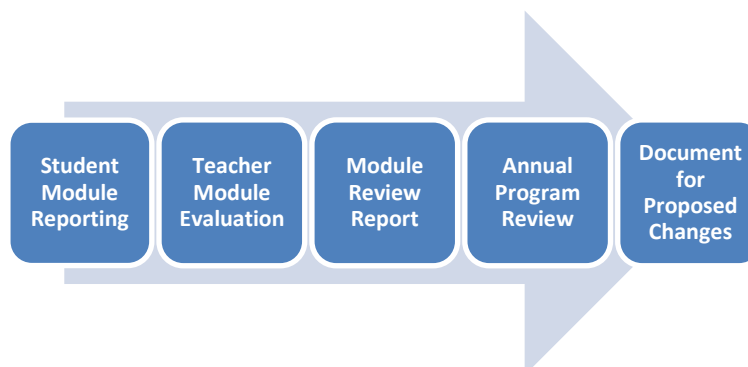 Student
Module
Reporting
Teacher
Module
Evaluation
Module
Review
Report
Annual
Program
Review
Document
for
Proposed
Changes